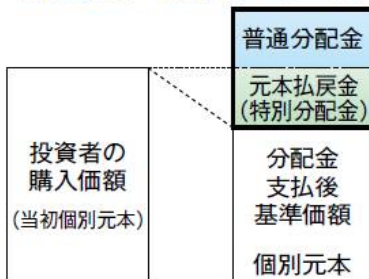 普通分配金
元本払戻金
(特別分配金)
投資者の
購入価額
(当初個別元本)
分配金
支払後
基準価額
個別元本